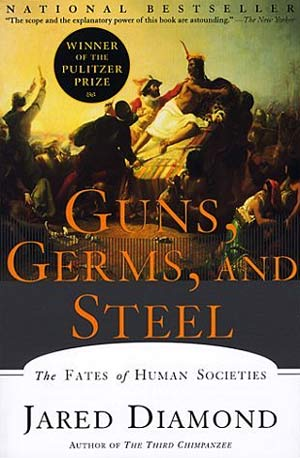 NATIONAL BESTSELLER
"The scope and the explanatory power of this book are astounding." —The New Yorker
WINNER
OF THE
PULITZER
PRIZE
GUNS,
GERMS, AND
STEEL
The FATES of HUMAN SOCIETIES
JARED DIAMOND
AUTHOR OF THE THIRD CHIMPANZEE